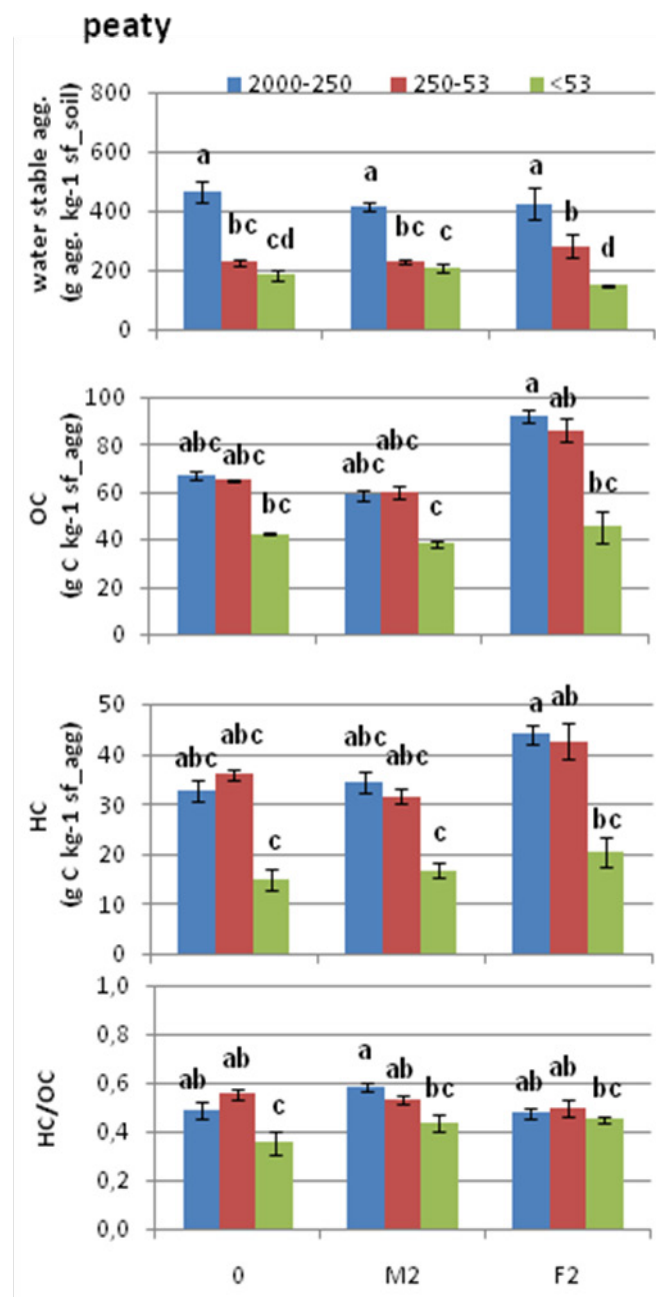 peaty
2000-250 250-53 <53
water stable agg.
(g agg. kg-1 sf_soil)
800
600
400
200
0
a bc cd a bc c a b d
OC
(g C kg-1 sf_agg)
100
80
60
40
20
0
abc abc bc abc abc c a ab bc
HC
(g C kg-1 sf_agg)
50
40
30
20
10
0
abc abc c abc abc c a ab bc
HC/OC
1,0
0,8
0,6
0,4
0,2
0,0
ab ab c a ab bc ab ab bc
0 M2 F2